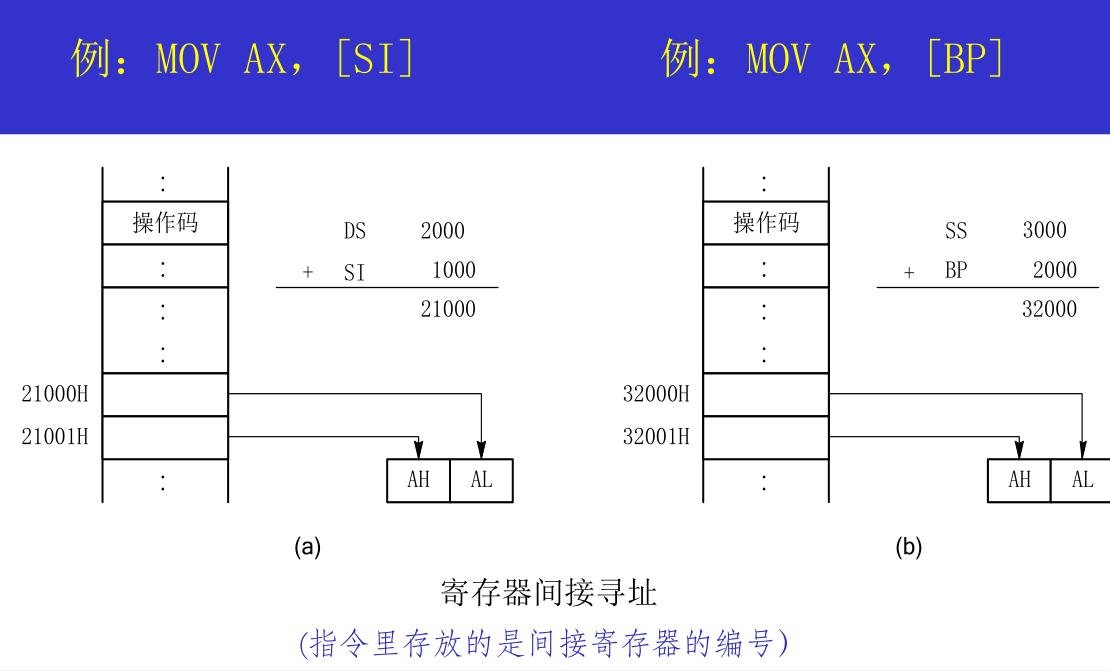 例：MOV AX，[SI]
例：MOV AX，[BP]
:
操作码
:
:
:
21000H
21001H
:
DS 2000
+ SI 1000
21000
AH AL
(a)
:
操作码
:
:
:
32000H
32001H
:
SS 3000
+ BP 2000
32000
AH AL
(b)
寄存器间接寻址
(指令里存放的是间接寄存器的编号)